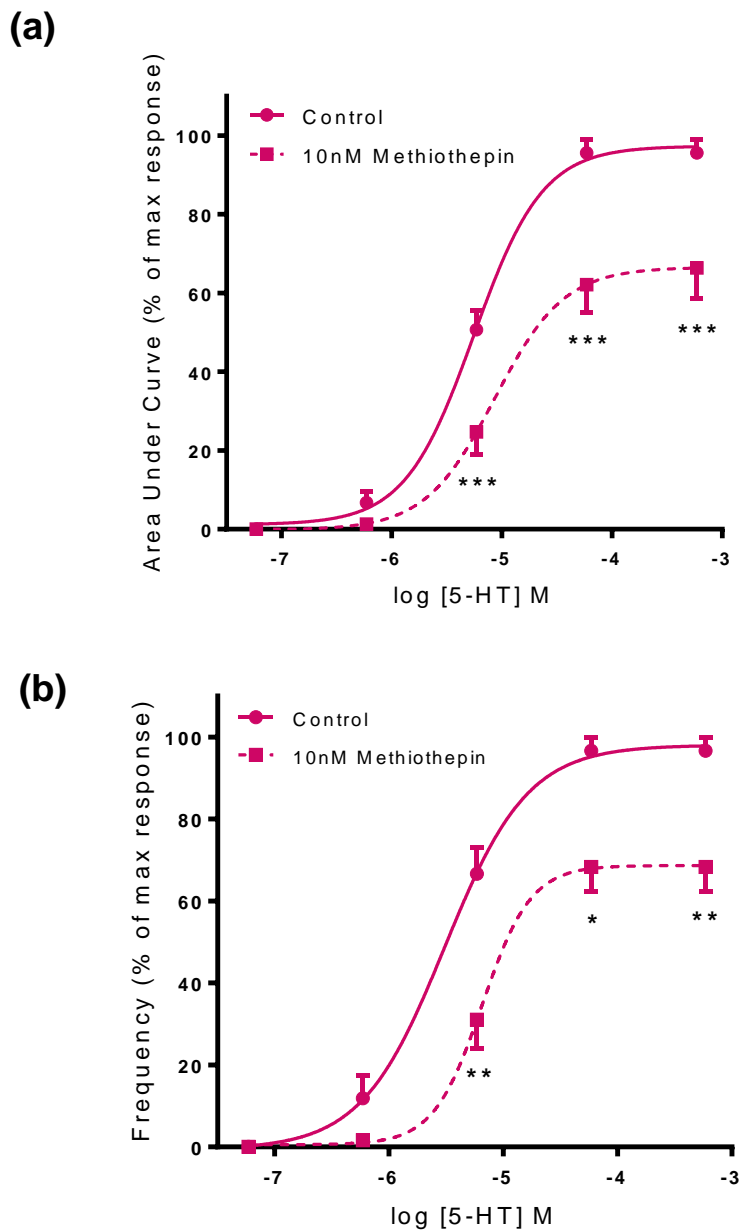 (a)
Control
10nM Methiothepin
Area Under Curve (% of max response)
100
80
60
40
20
0
***
***
***
-7
-6
-5
-4
-3
log [5-HT] M
(b)
Control
10nM Methiothepin
Frequency (% of max response)
100
80
60
40
20
0
**
*
**
-7
-6
-5
-4
-3
log [5-HT] M